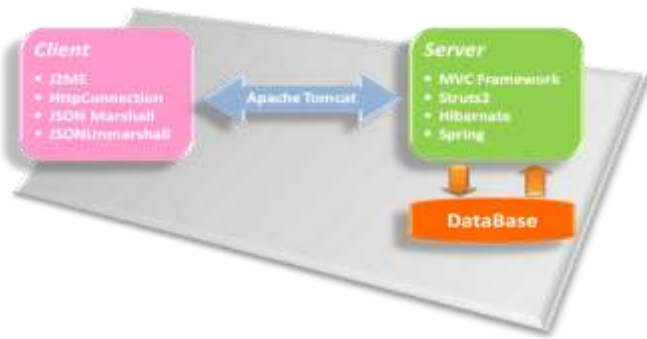 Client
• J2ME
• HttpConnection
• JSON Marshall
• JSONUnmarshall
Apache Tomcat
Server
• MVC Framework
• Struts2
• Hibernate
• Spring
DataBase